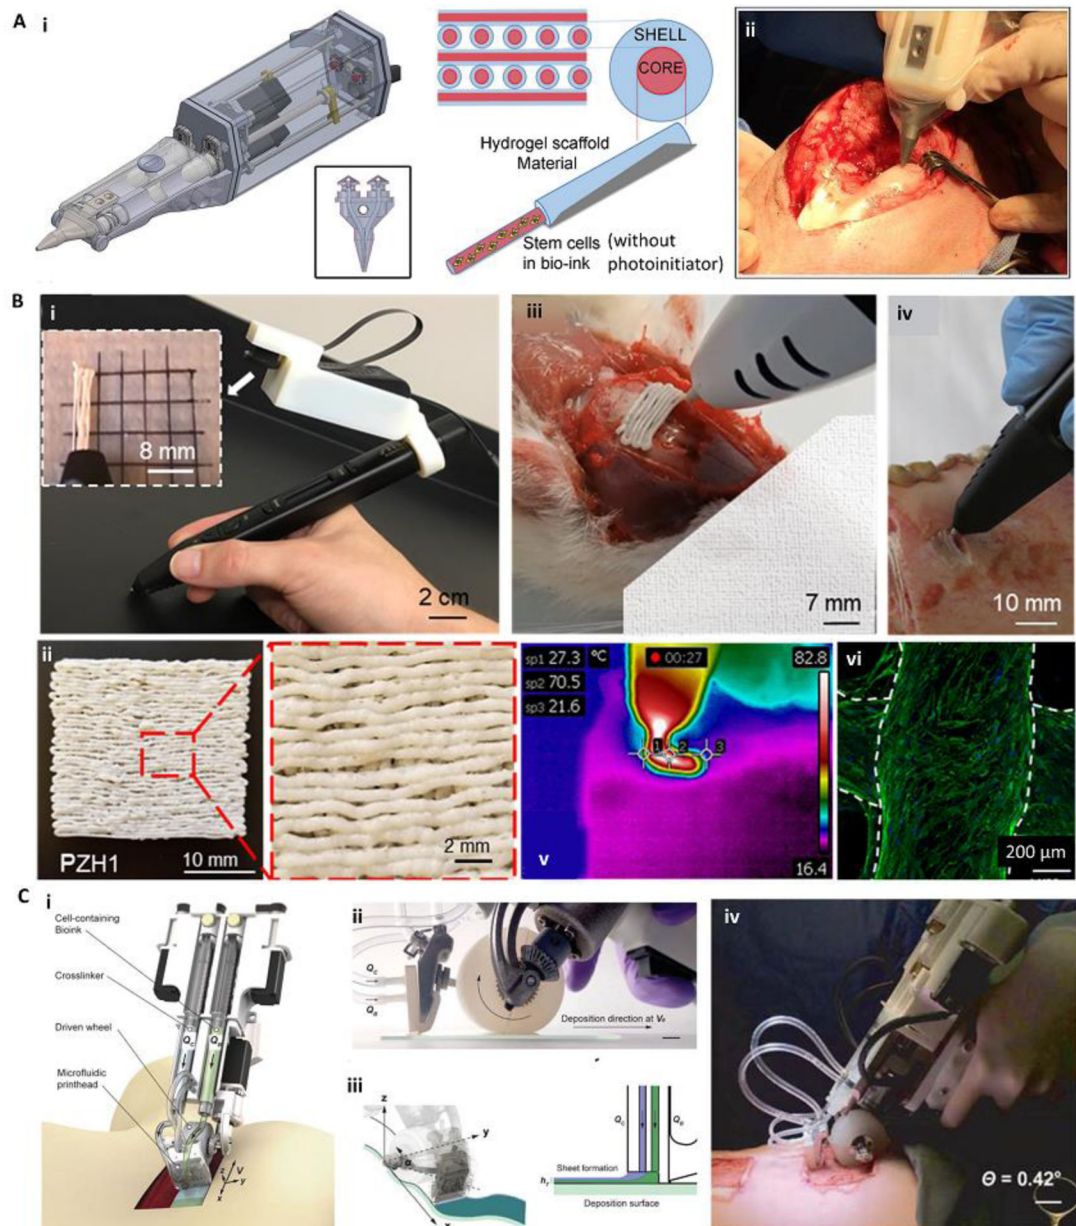 A
i
SHELL
CORE
Hydrogel scaffold
Material
Stem cells
in bio-ink
(without
photoinitiator)
ii
B
i
8 mm
2 cm
iii
7 mm
iv
10 mm
ii
PZH1
10 mm
2 mm
sp1 27.3 °C
sp2 70.5
sp3 21.6
00:27
82.8
1 2 3
v
16.4
vi
200 µm
C
i
Cell-containing
Bioink
Crosslinker
Driven wheel
Microfluidic
printhead
V
z
y
x
ii
Deposition direction at
iii
z
y
x
Sheet formation
Deposition surface
iv
Θ = 0.42°